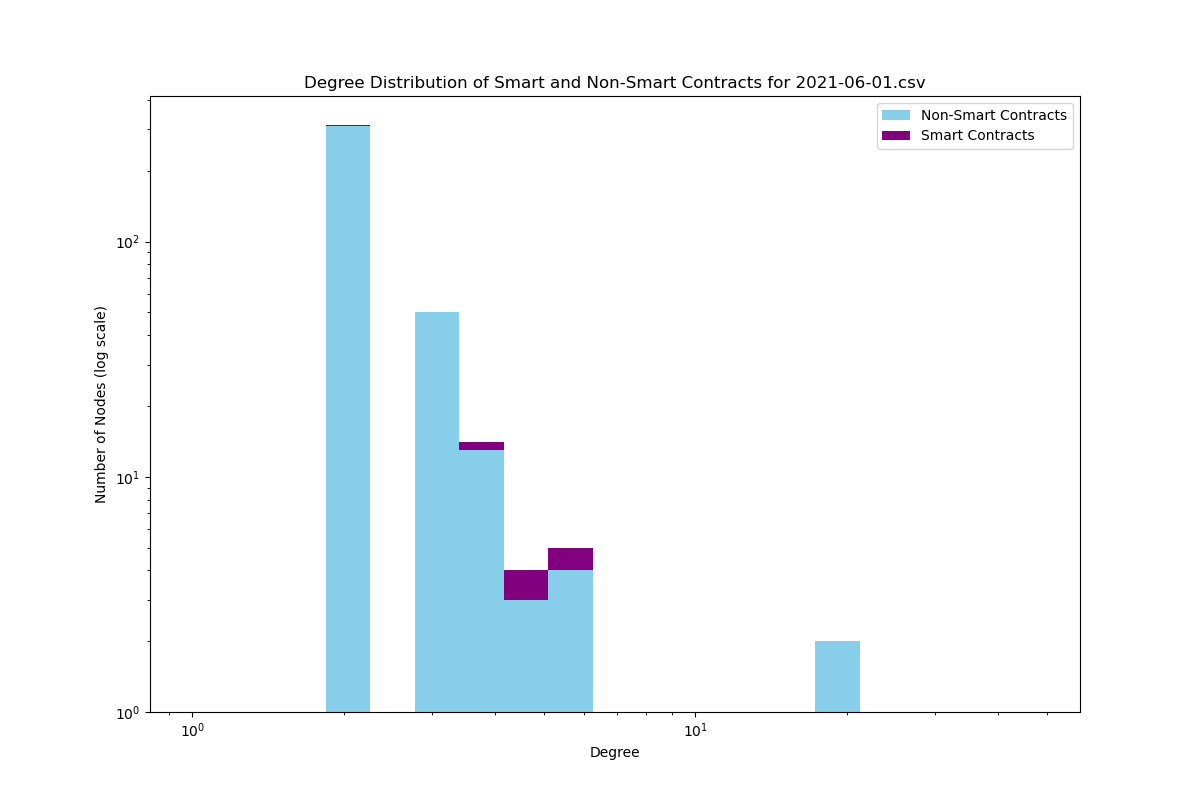 Degree Distribution of Smart and Non-Smart Contracts for 2021-06-01.csv
Non-Smart Contracts
Smart Contracts
Number of Nodes (log scale)
10²
10¹
10⁰
10⁰ 10¹
Degree